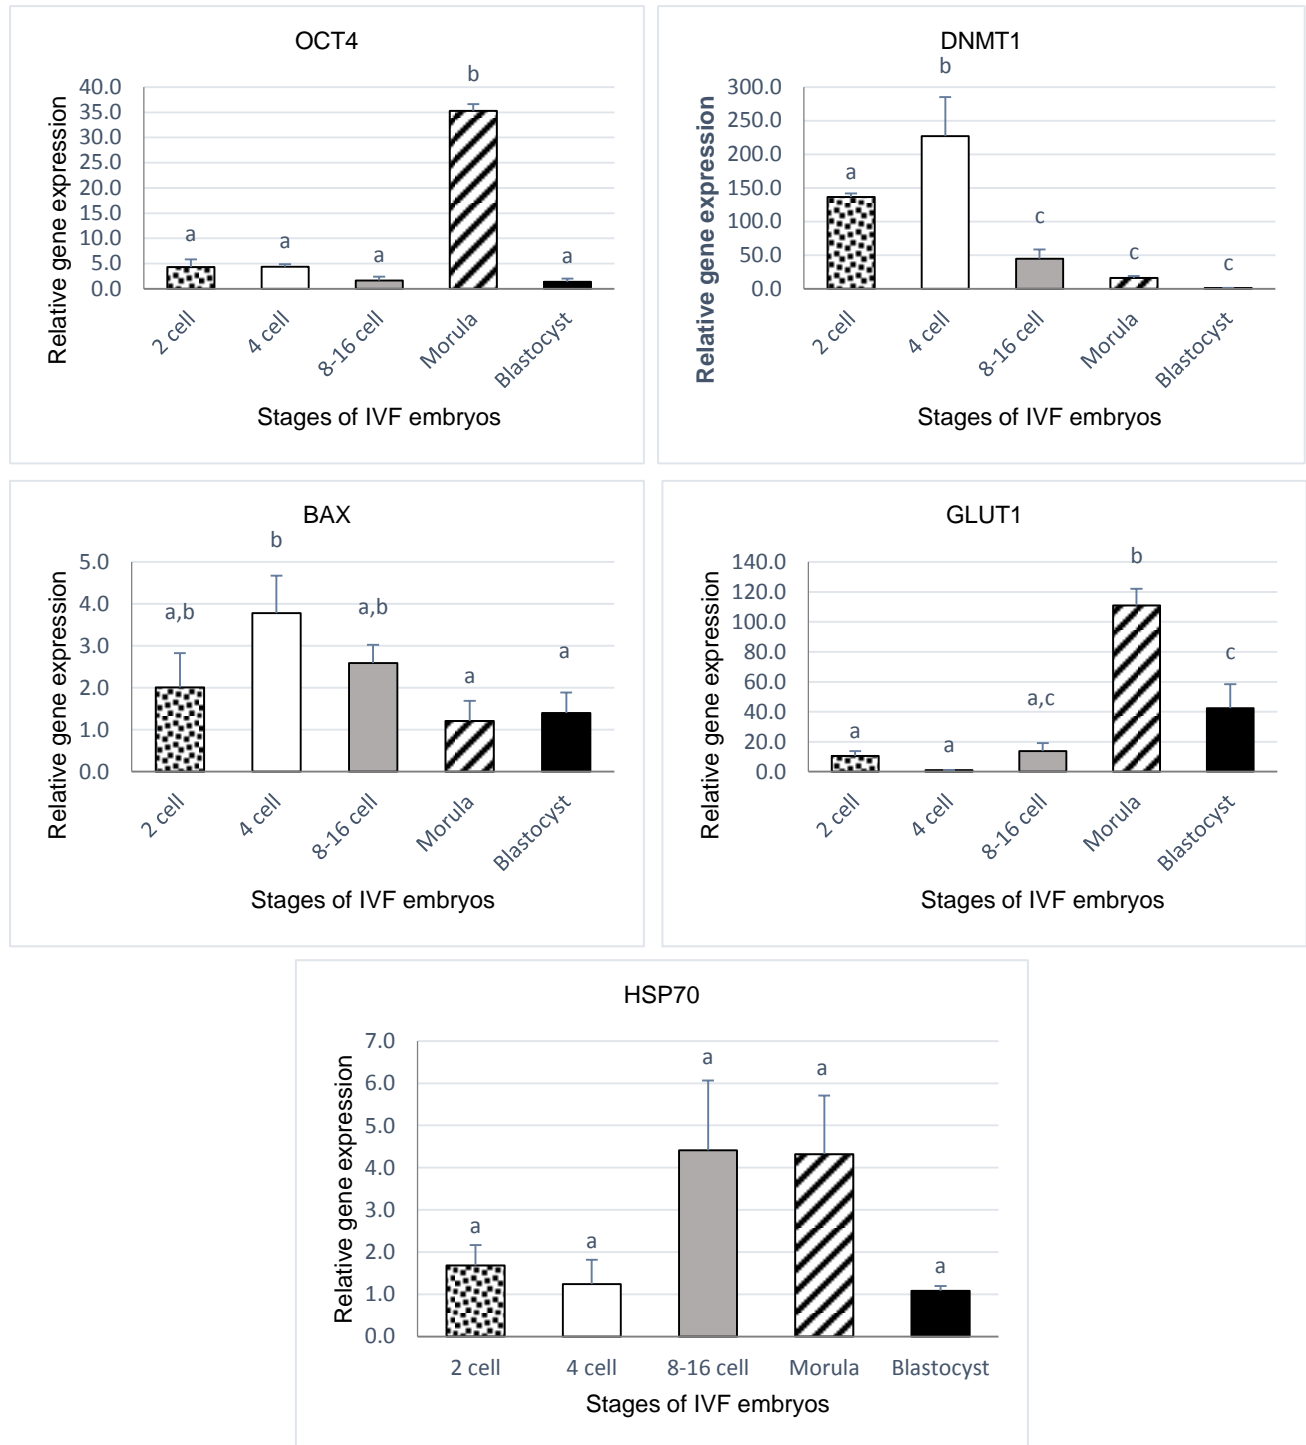 OCT4
b
40.0
35.0
30.0
25.0
20.0
15.0
10.0
5.0
0.0
a
a
a
a
Relative gene expression
2 cell
4 cell
8-16 cell
Morula
Blastocyst
Stages of IVF embryos
DNMT1
b
300.0
250.0
200.0
150.0
100.0
50.0
0.0
a
c
c
c
Relative gene expression
2 cell
4 cell
8-16 cell
Morula
Blastocyst
Stages of IVF embryos
BAX
b
5.0
4.0
3.0
2.0
1.0
0.0
a,b
a,b
a
a
Relative gene expression
2 cell
4 cell
8-16 cell
Morula
Blastocyst
Stages of IVF embryos
GLUT1
b
140.0
120.0
100.0
80.0
60.0
40.0
20.0
0.0
a
a
a,c
c
Relative gene expression
2 cell
4 cell
8-16 cell
Morula
Blastocyst
Stages of IVF embryos
HSP70
7.0
6.0
5.0
4.0
3.0
2.0
1.0
0.0
a
a
a
a
a
Relative gene expression
2 cell
4 cell
8-16 cell
Morula
Blastocyst
Stages of IVF embryos